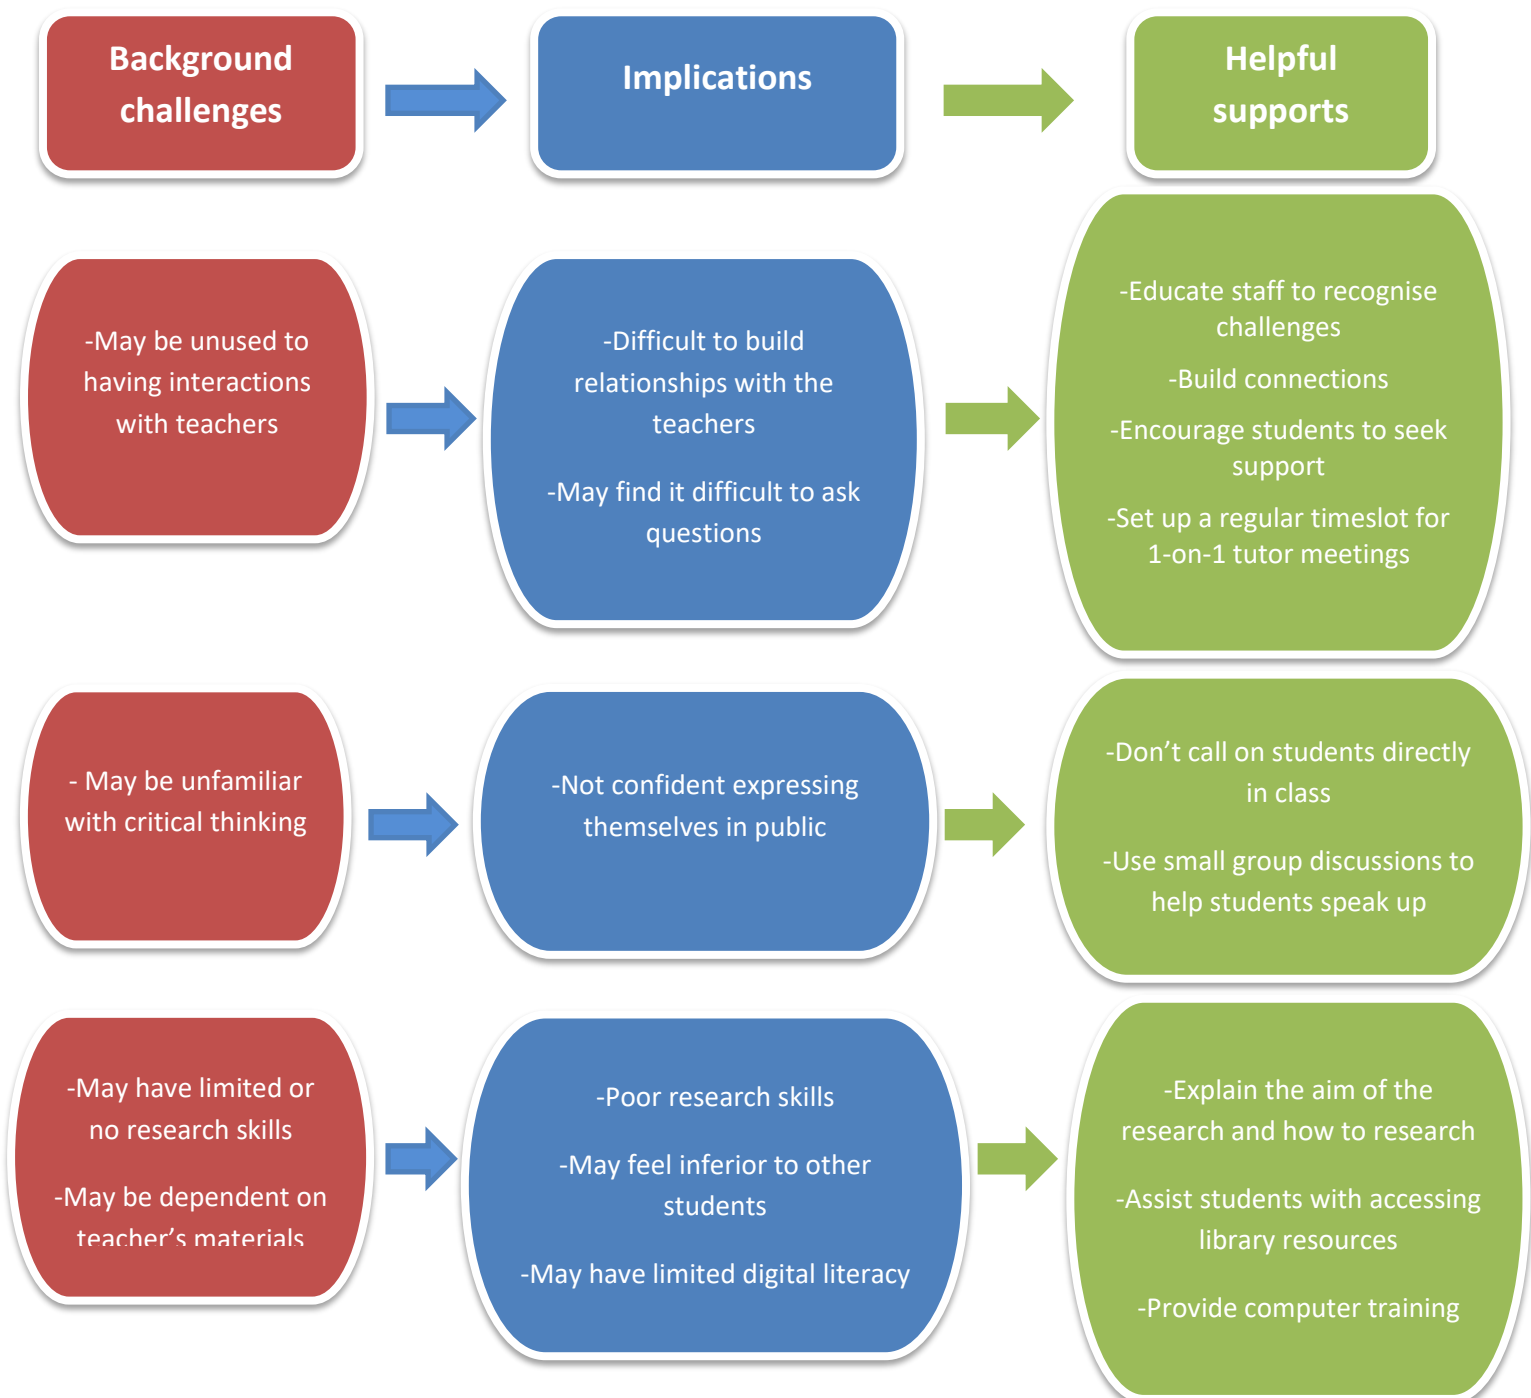 Background
challenges
Implications
Helpful
supports
-May be unused to
having interactions
with teachers
-Difficult to build
relationships with the
teachers
-May find it difficult to ask
questions
-Educate staff to recognise
challenges
-Build connections
-Encourage students to seek
support
-Set up a regular timeslot for
1-on-1 tutor meetings
- May be unfamiliar
with critical thinking
-Not confident expressing
themselves in public
-Don’t call on students directly
in class
-Use small group discussions to
help students speak up
-May have limited or
no research skills
-May be dependent on
teacher’s materials
-Poor research skills
-May feel inferior to other
students
-May have limited digital literacy
-Explain the aim of the
research and how to research
-Assist students with accessing
library resources
-Provide computer training